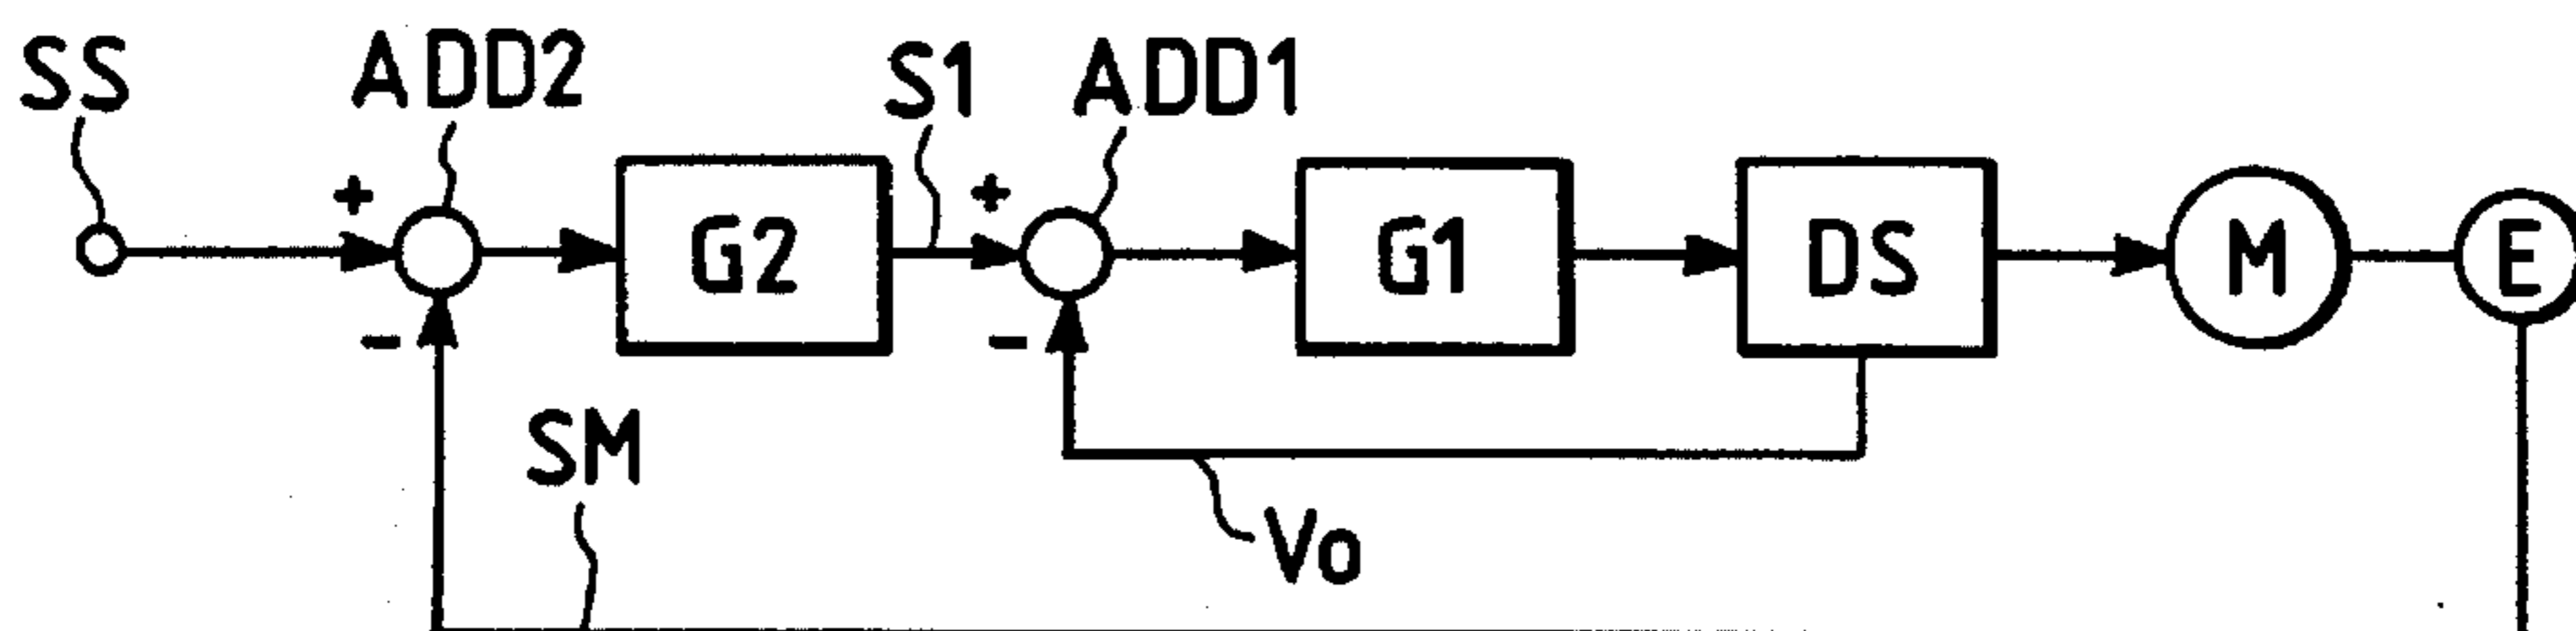 SS
ADD2
S1
ADD1
+
+
G2
G1
DS
M
E
-
-
SM
Vo